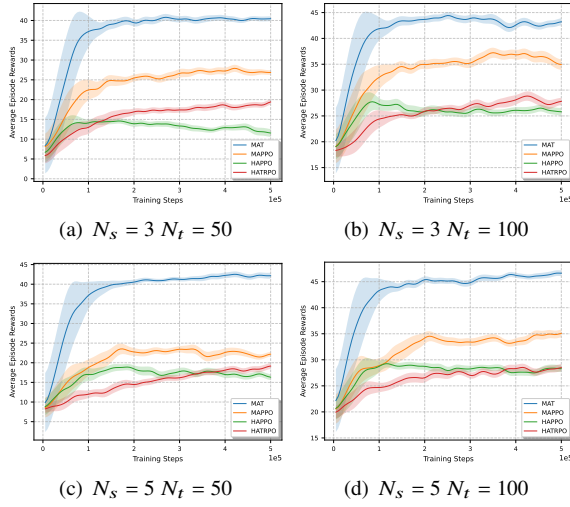 Average Episode Rewards
40
35
30
25
20
15
10
5
0
MAT
MAPPO
HAPPO
HATRPO
0 1 2 3 4 5
Training Steps 1e5
(a) N_s = 3 N_t = 50
Average Episode Rewards
45
40
35
30
25
20
15
MAT
MAPPO
HAPPO
HATRPO
0 1 2 3 4 5
Training Steps 1e5
(b) N_s = 3 N_t = 100
Average Episode Rewards
45
40
35
30
25
20
15
10
5
MAT
MAPPO
HAPPO
HATRPO
0 1 2 3 4 5
Training Steps 1e5
(c) N_s = 5 N_t = 50
Average Episode Rewards
45
40
35
30
25
20
15
MAT
MAPPO
HAPPO
HATRPO
0 1 2 3 4 5
Training Steps 1e5
(d) N_s = 5 N_t = 100